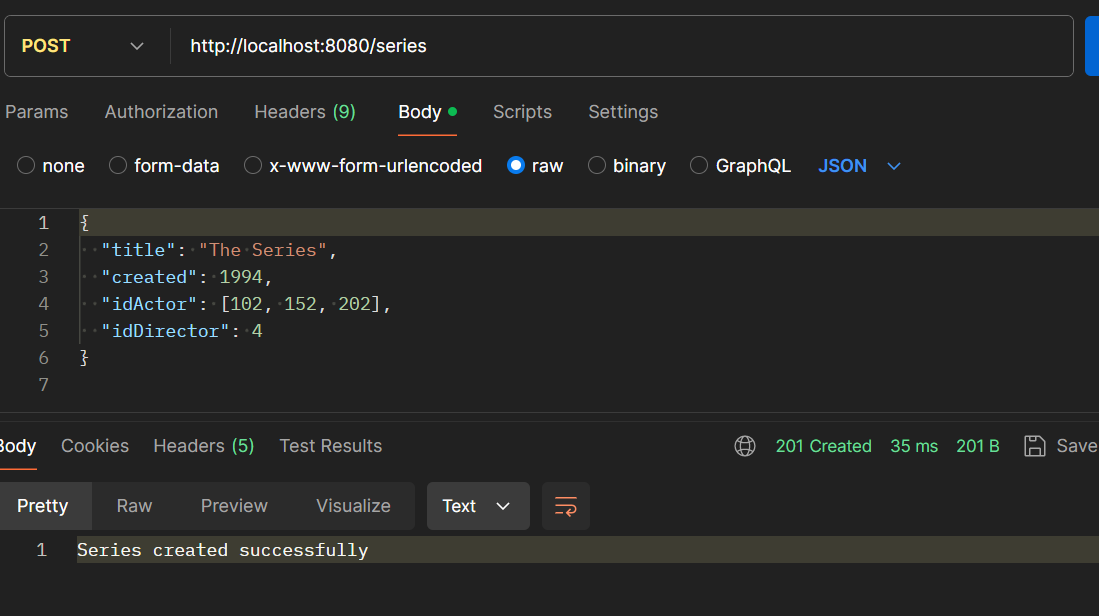 POST http://localhost:8080/series
Params Authorization Headers (9) Body Scripts Settings
none form-data x-www-form-urlencoded raw binary GraphQL JSON
1 {
2 "title": "The Series",
3 "created": 1994,
4 "idActor": [102, 152, 202],
5 "idDirector": 4
6 }
7
Body Cookies Headers (5) Test Results 201 Created 35 ms 201 B Save
Pretty Raw Preview Visualize Text
1 Series created successfully